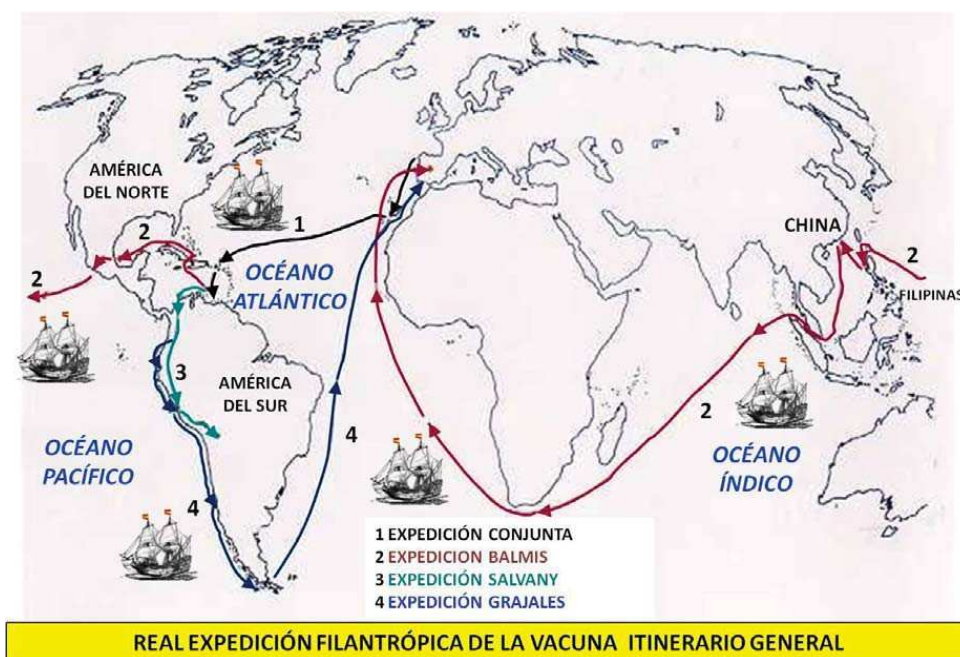 AMÉRICA
DEL NORTE
1
2
2
OCÉANO
ATLÁNTICO
CHINA
2
FILIPINAS
3
AMÉRICA
DEL SUR
4
2
OCÉANO
PACÍFICO
4
OCÉANO
ÍNDICO
1 EXPEDICIÓN CONJUNTA
2 EXPEDICION BALMIS
3 EXPEDICIÓN SALVANY
4 EXPEDICIÓN GRAJALES
REAL EXPEDICIÓN FILANTRÓPICA DE LA VACUNA ITINERARIO GENERAL